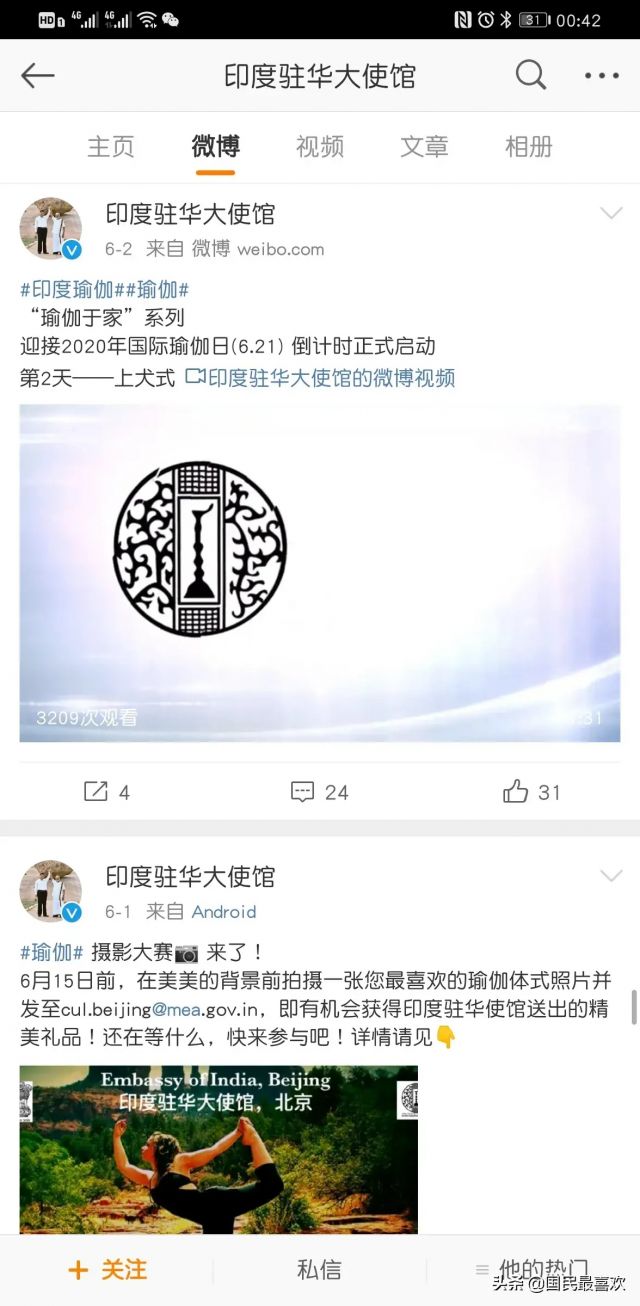 HD 4G 4G 31 00:42
印度驻华大使馆
主页 微博 视频 文章 相册
印度驻华大使馆
6-2 来自 微博 weibo.com
#印度瑜伽##瑜伽#
“瑜伽于家”系列
迎接2020年国际瑜伽日(6.21) 倒计时正式启动
第2天——上犬式 印度驻华大使馆的微博视频
3209次观看 :31
4 24 31
印度驻华大使馆
6-1 来自 Android
#瑜伽# 摄影大赛 来了！
6月15日前，在美美的背景前拍摄一张您最喜欢的瑜伽体式照片并
发至cul.beijing@mea.gov.in，即有机会获得印度驻华使馆送出的精
美礼品！还在等什么，快来参与吧！详情请见
Embassy of India, Beijing
印度驻华大使馆，北京
+ 关注 私信 他的热门
头条 @国民最喜欢